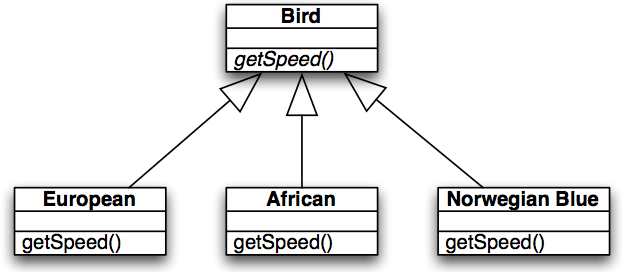 Bird
getSpeed()
European
African
Norwegian Blue
getSpeed()
getSpeed()
getSpeed()